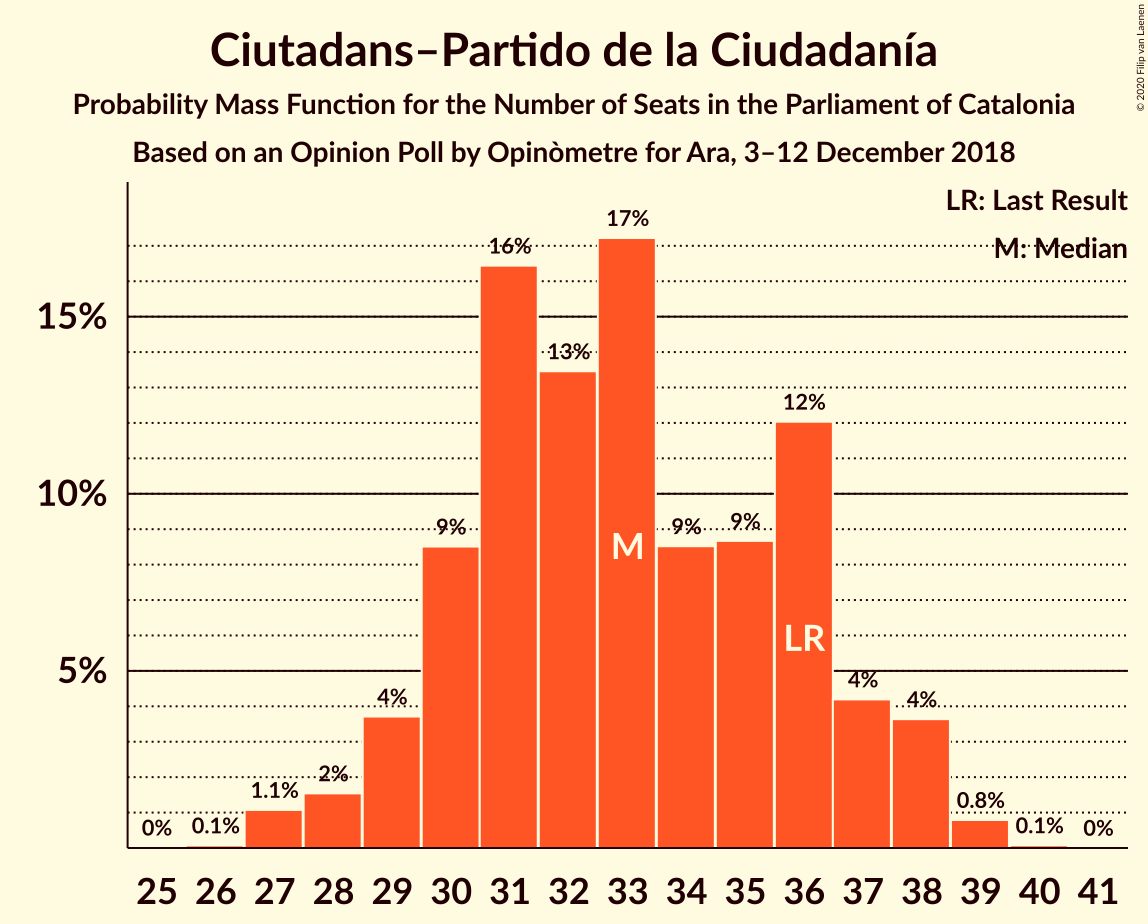 Ciutadans–Partido de la Ciudadanía
Probability Mass Function for the Number of Seats in the Parliament of Catalonia
Based on an Opinion Poll by Opinòmetre for Ara, 3–12 December 2018
© 2020 Filip van Laenen
LR: Last Result
M: Median
15%
10%
5%
0%
0.1%
1.1%
2%
4%
9%
16%
13%
17%
M
9%
9%
12%
LR
4%
4%
0.8%
0.1%
0%
25 26 27 28 29 30 31 32 33 34 35 36 37 38 39 40 41